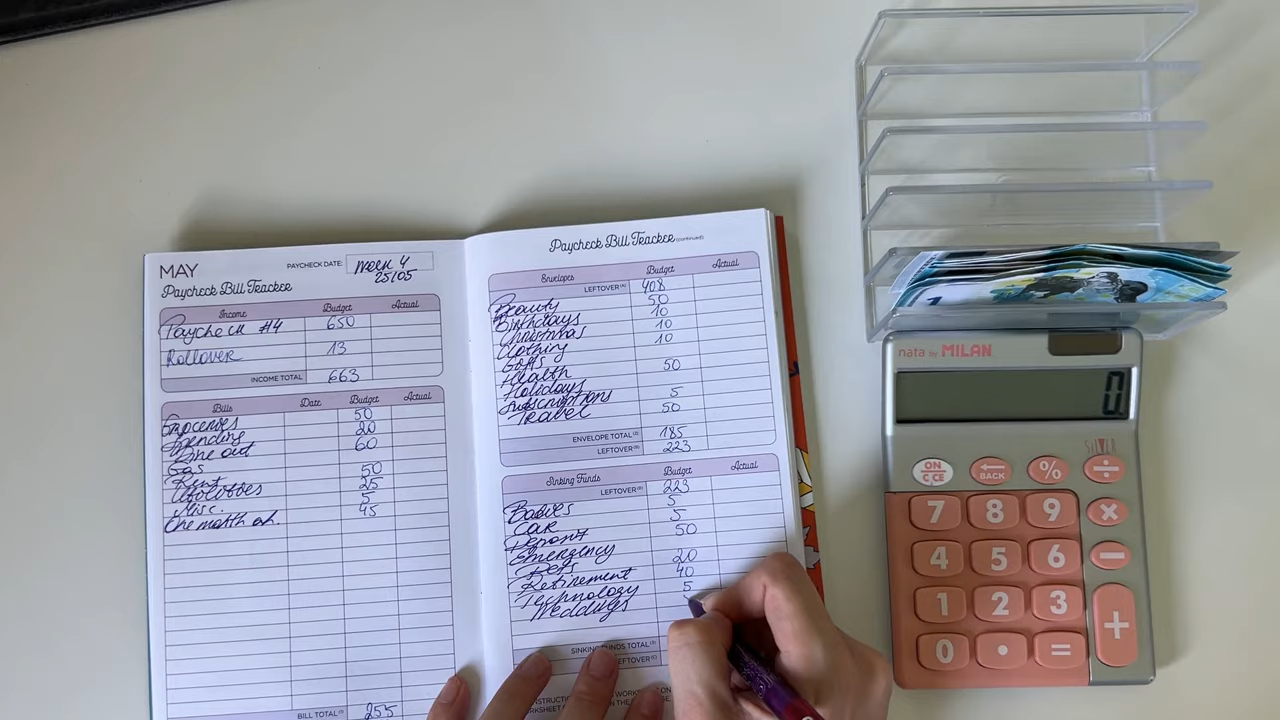 MAY
PAYCHECK DATE: Week 4
25/05
Paycheck Bill Tracker
Income Budget Actual
Paycheck #4 650
Rollover 13
INCOME TOTAL 663
Bills Date Budget Actual
Groceries 50
Spending 20
60
Gas
Rent 50
25
Misc. 5
One month ah. 45
BILL TOTAL 255
Paycheck Bill Tracker (continued)
Envelopes Budget Actual
LEFTOVER 408
Beauty 50
Birthdays 10
Christmas 10
Clothing
Gifts
Health 50
Holidays
Subscriptions 5
Travel 50
ENVELOPE TOTAL 185
LEFTOVER 223
Sinking Funds Budget Actual
LEFTOVER 223
Babies 5
Car 5
Deposit 50
Emergency
Pets 20
Retirement 40
Technology 5
Weddings
SINKING FUNDS TOTAL
LEFTOVER
nata by MILAN
0
SILVER
ON
C/CE
BACK
%
÷
7 8 9 ×
4 5 6 −
1 2 3 +
0 . =